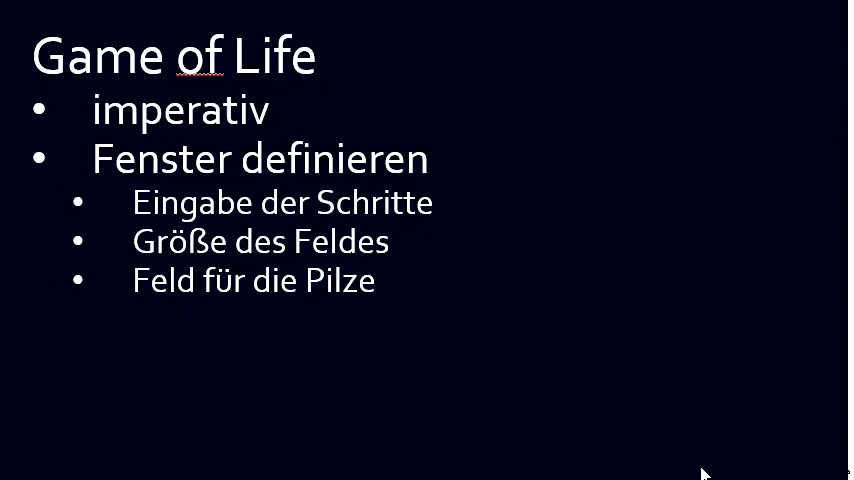 Game of Life
• imperativ
• Fenster definieren
• Eingabe der Schritte
• Größe des Feldes
• Feld für die Pilze